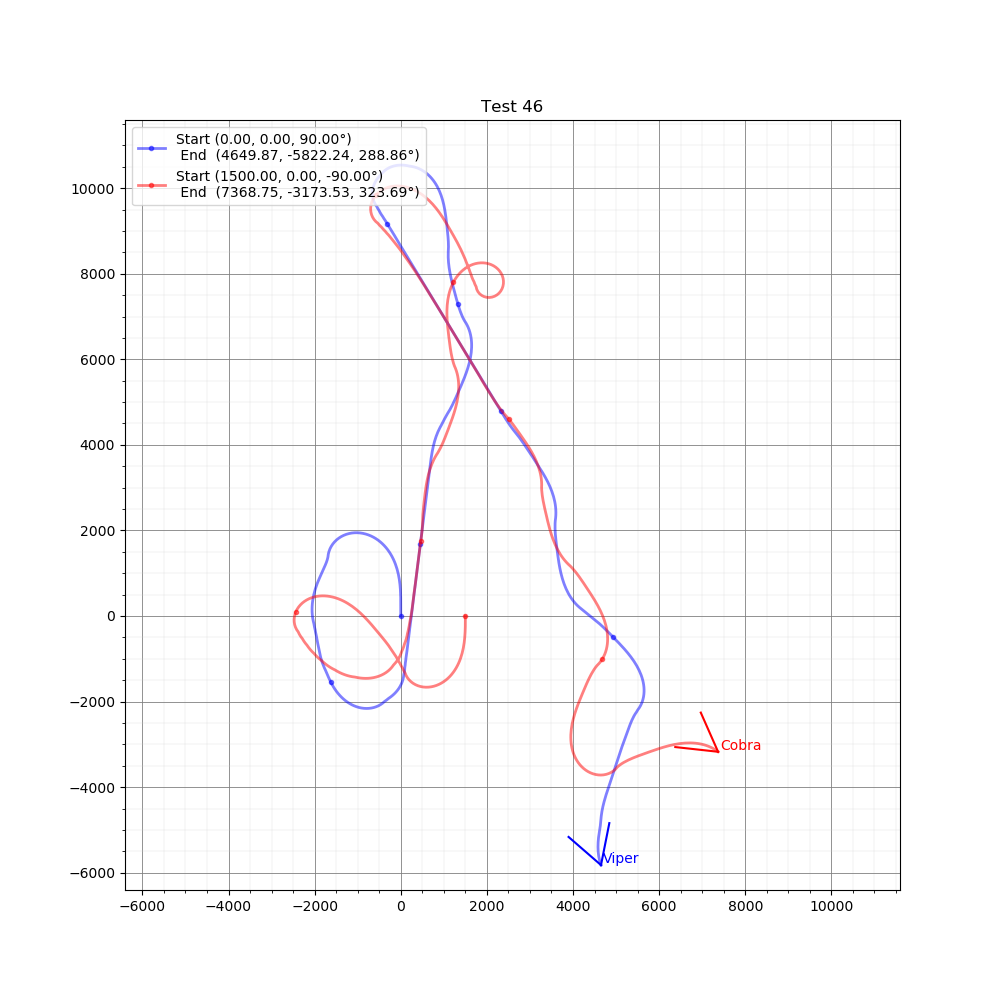 Test 46
Start (0.00, 0.00, 90.00°)
End (4649.87, -5822.24, 288.86°)
Start (1500.00, 0.00, -90.00°)
End (7368.75, -3173.53, 323.69°)
10000
8000
6000
4000
2000
0
−2000
−4000
−6000
Cobra
Viper
−6000 −4000 −2000 0 2000 4000 6000 8000 10000